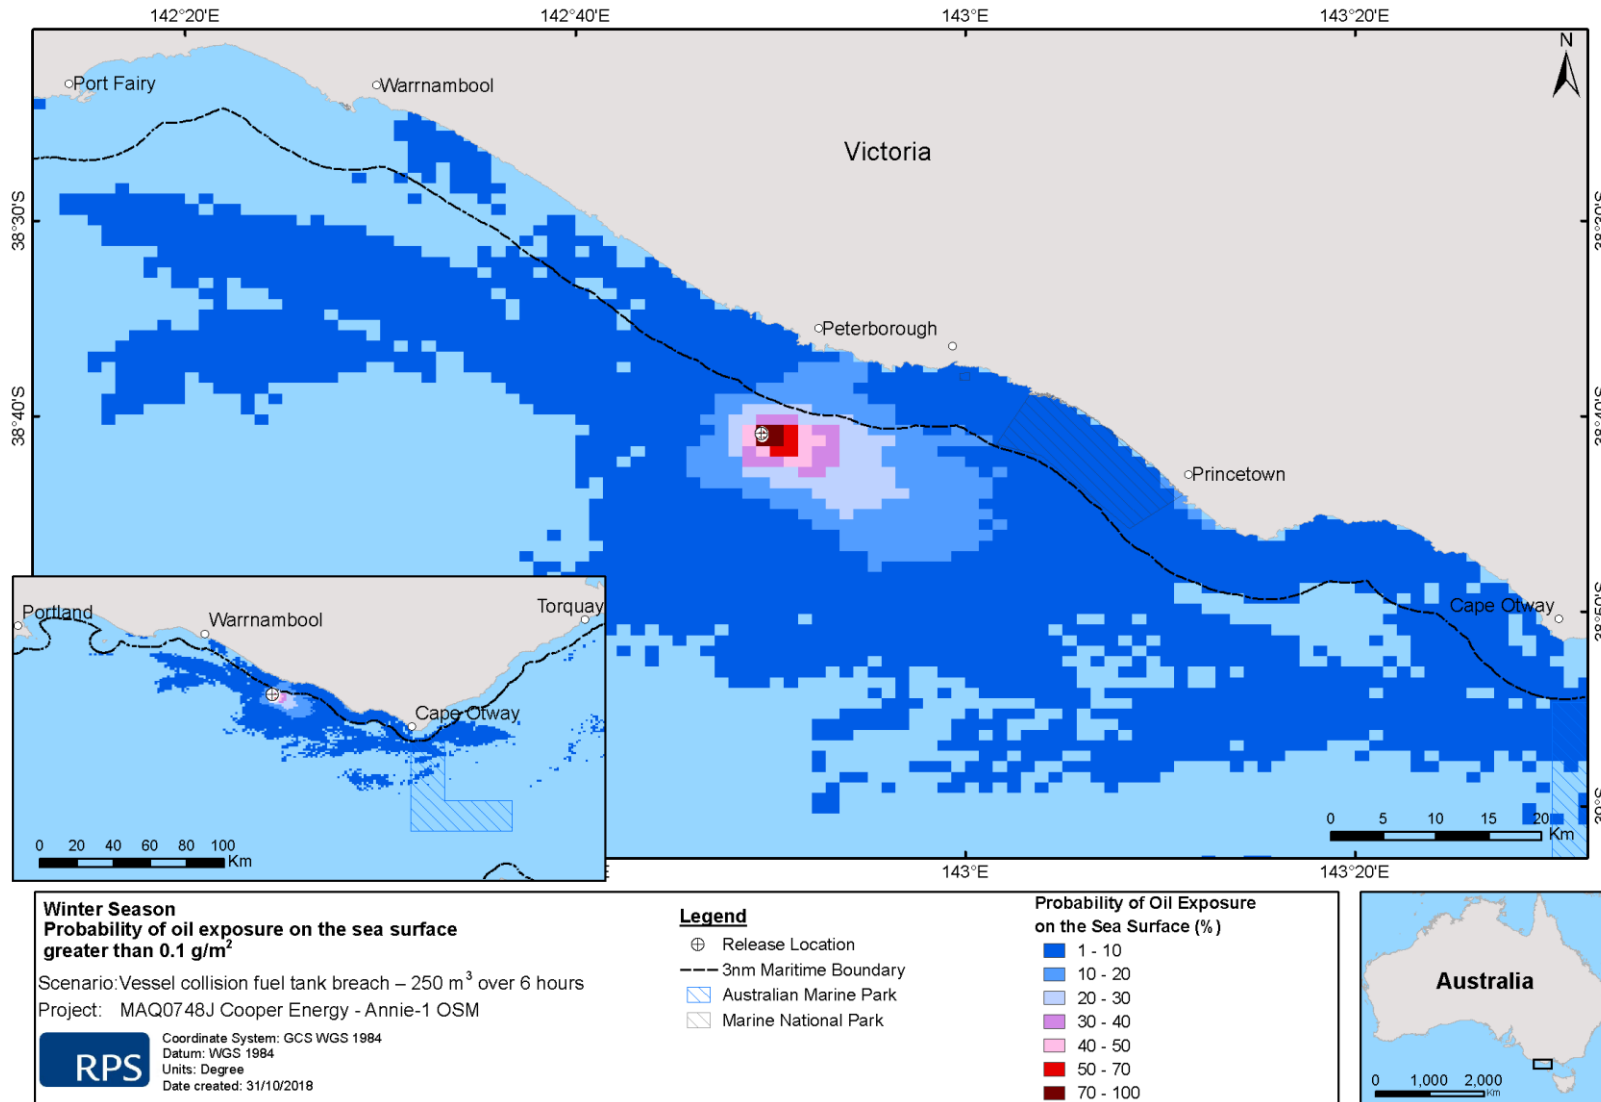 142°20'E
142°40'E
143°E
143°20'E
N
Port Fairy
Warrnambool
Victoria
38°30'S
38°30'S
Peterborough
38°40'S
38°40'S
Princetown
Portland
Warrnambool
Torquay
Cape Otway
38°50'S
Cape Otway
39°S
0 20 40 60 80 100
Km
0 5 10 15 20
Km
143°E
143°20'E
Winter Season
Probability of oil exposure on the sea surface
greater than 0.1 g/m²
Scenario: Vessel collision fuel tank breach – 250 m³ over 6 hours
Project: MAQ0748J Cooper Energy - Annie-1 OSM
RPS
Coordinate System: GCS WGS 1984
Datum: WGS 1984
Units: Degree
Date created: 31/10/2018
Legend
Release Location
3nm Maritime Boundary
Australian Marine Park
Marine National Park
Probability of Oil Exposure
on the Sea Surface (%)
1 - 10
10 - 20
20 - 30
30 - 40
40 - 50
50 - 70
70 - 100
Australia
0 1,000 2,000
Km